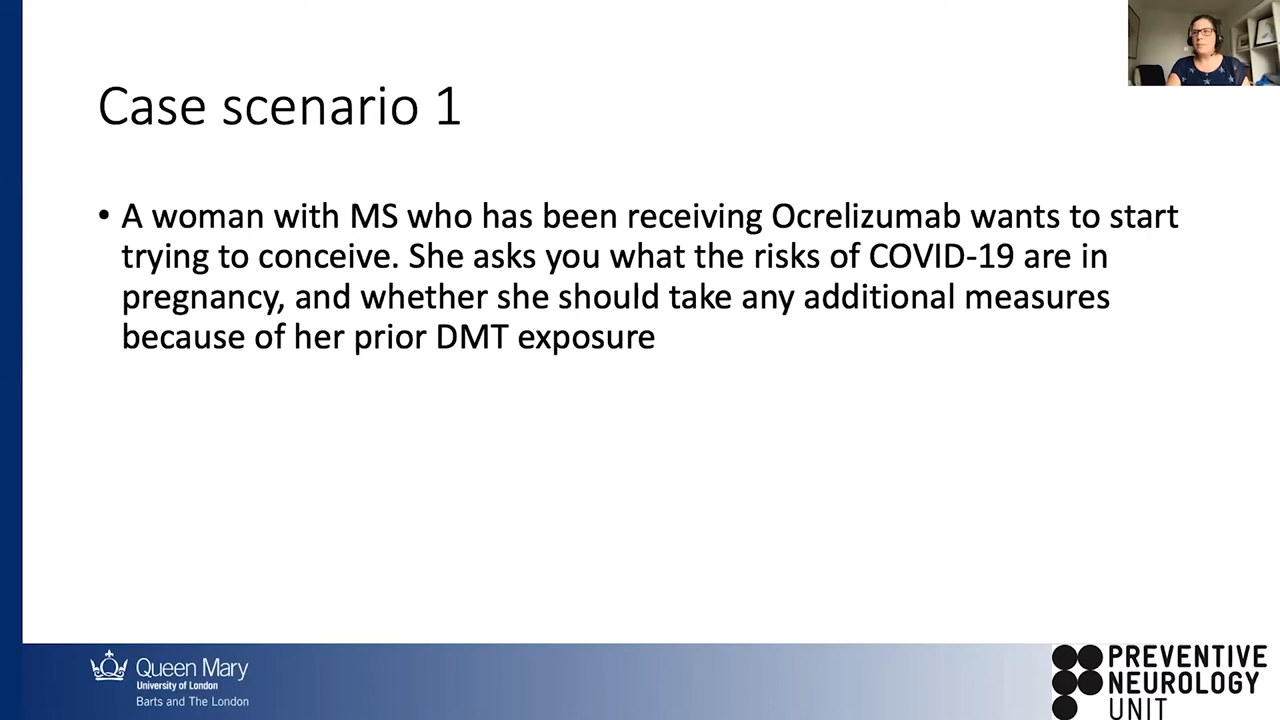 Case scenario 1
• A woman with MS who has been receiving Ocrelizumab wants to start
trying to conceive. She asks you what the risks of COVID-19 are in
pregnancy, and whether she should take any additional measures
because of her prior DMT exposure
Queen Mary
University of London
Barts and The London
PREVENTIVE
NEUROLOGY
UNIT